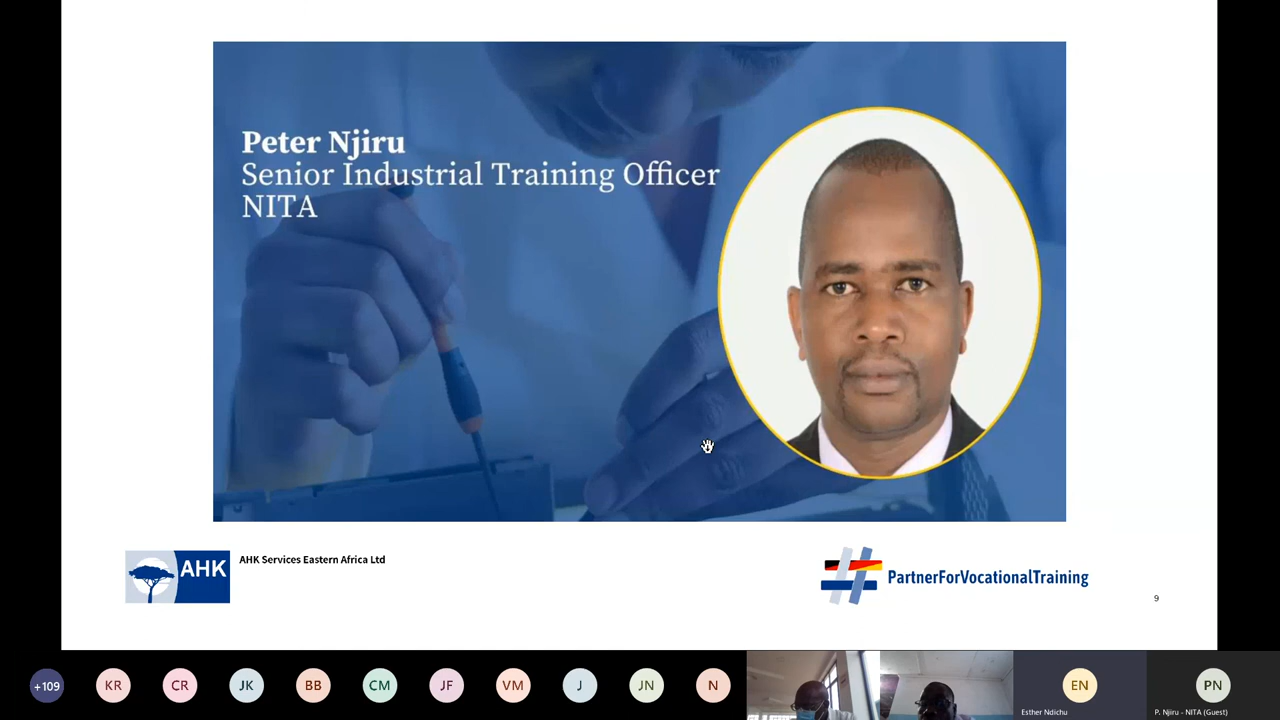 Peter Njiru
Senior Industrial Training Officer
NITA
AHK
AHK Services Eastern Africa Ltd
PartnerForVocationalTraining
9
+109
KR
CR
JK
BB
CM
JF
VM
J
JN
N
EN
PN
Esther Ndichu
P. Njiru - NITA (Guest)